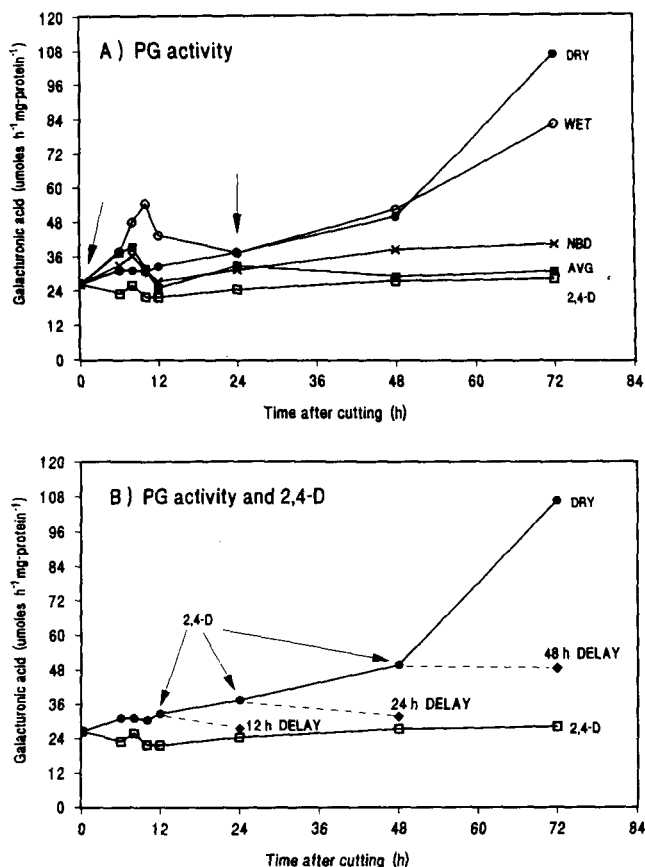 A) PG activity
Galacturonic acid (umoles h⁻¹ mg-protein⁻¹)
120
108
96
84
72
60
48
36
24
12
0
DRY
WET
NBD
AVG
2,4-D
0 12 24 36 48 60 72 84
Time after cutting (h)
B) PG activity and 2,4-D
Galacturonic acid (umoles h⁻¹ mg-protein⁻¹)
120
108
96
84
72
60
48
36
24
12
0
DRY
2,4-D
48 h DELAY
24 h DELAY
12 h DELAY
2,4-D
0 12 24 36 48 60 72 84
Time after cutting (h)